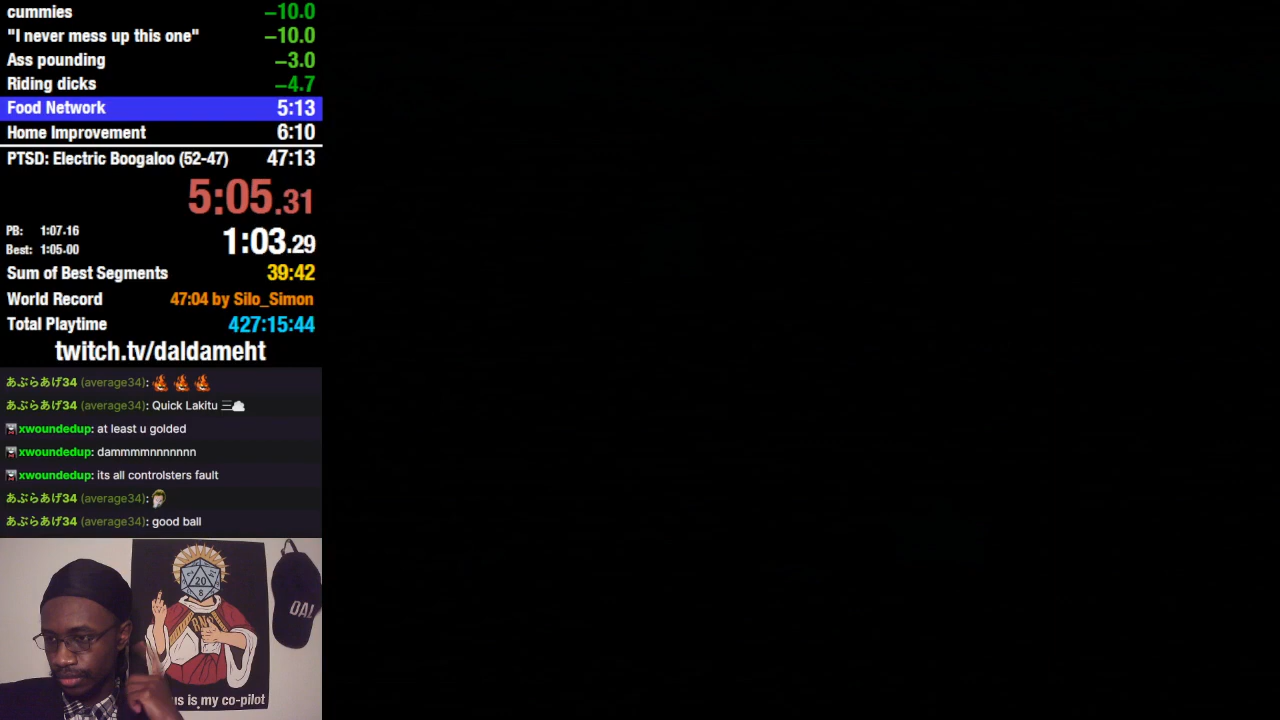 cummies −10.0
"I never mess up this one" −10.0
Ass pounding −3.0
Riding dicks −4.7
Food Network 5:13
Home Improvement 6:10
PTSD: Electric Boogaloo (52-47) 47:13
5:05.31
PB: 1:07.16
Best: 1:05.00
1:03.29
Sum of Best Segments 39:42
World Record 47:04 by Silo_Simon
Total Playtime 427:15:44
twitch.tv/daldameht
あぶらあげ34 (average34):
あぶらあげ34 (average34): Quick Lakitu 三
xwoundedup: at least u golded
xwoundedup: dammmmnnnnnnn
xwoundedup: its all controlsters fault
あぶらあげ34 (average34):
あぶらあげ34 (average34): good ball
20
8
DAL
us is my co-pilot